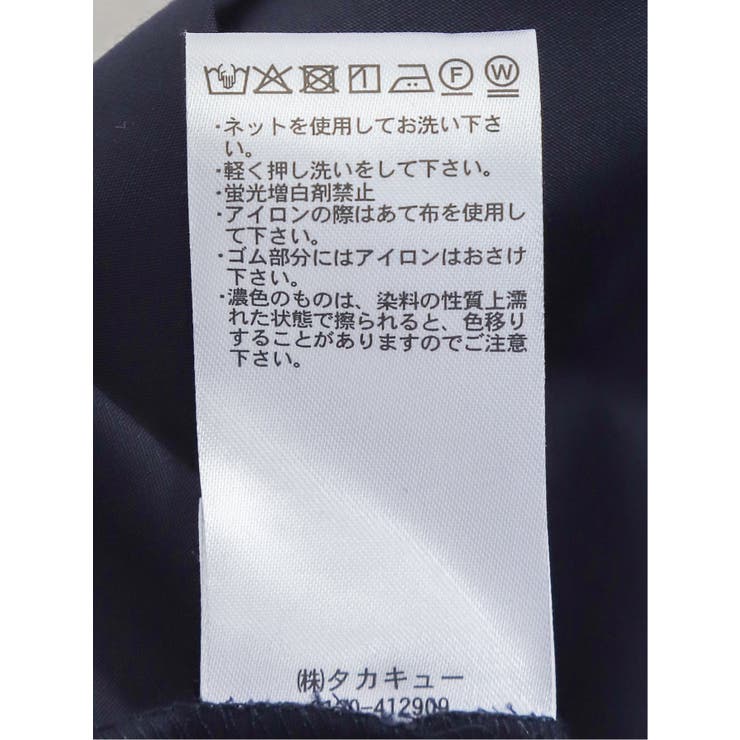 F W
・ネットを使用してお洗い下さ
い。
・軽く押し洗いをして下さい。
・蛍光増白剤禁止
・アイロンの際はあて布を使用し
て下さい。
・ゴム部分にはアイロンはおさけ
下さい。
・濃色のものは、染料の性質上濡
れた状態で擦られると、色移り
することがありますのでご注意
下さい。
㈱タカキュー
-412909